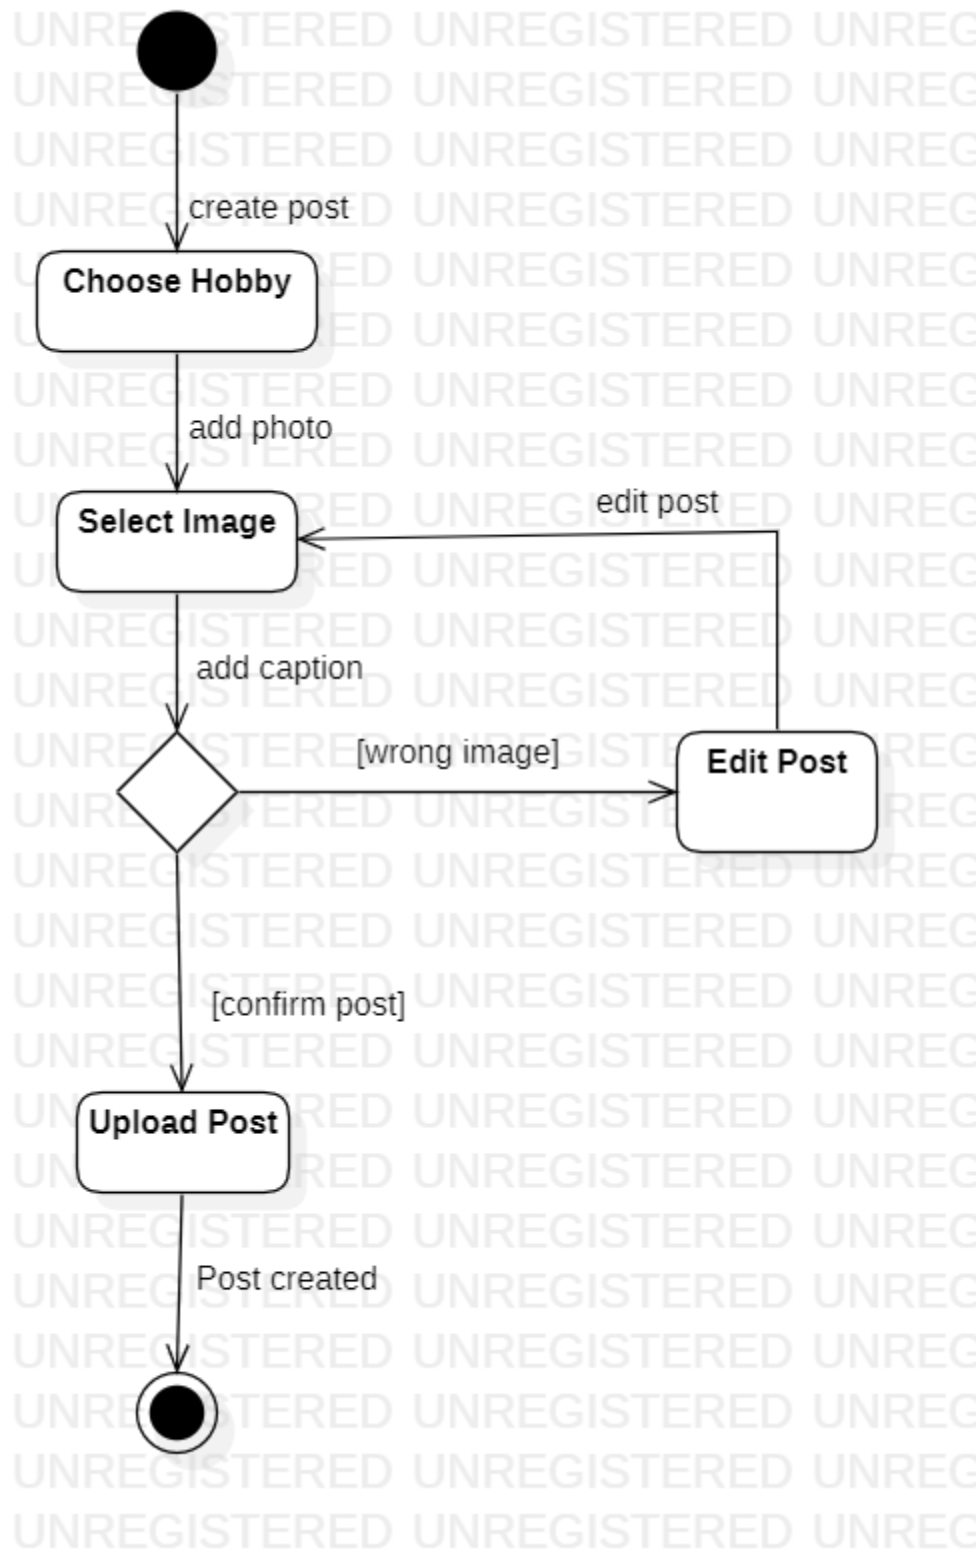 create post
Choose Hobby
add photo
Select Image
edit post
add caption
[wrong image]
Edit Post
[confirm post]
Upload Post
Post created
UNREGISTERED